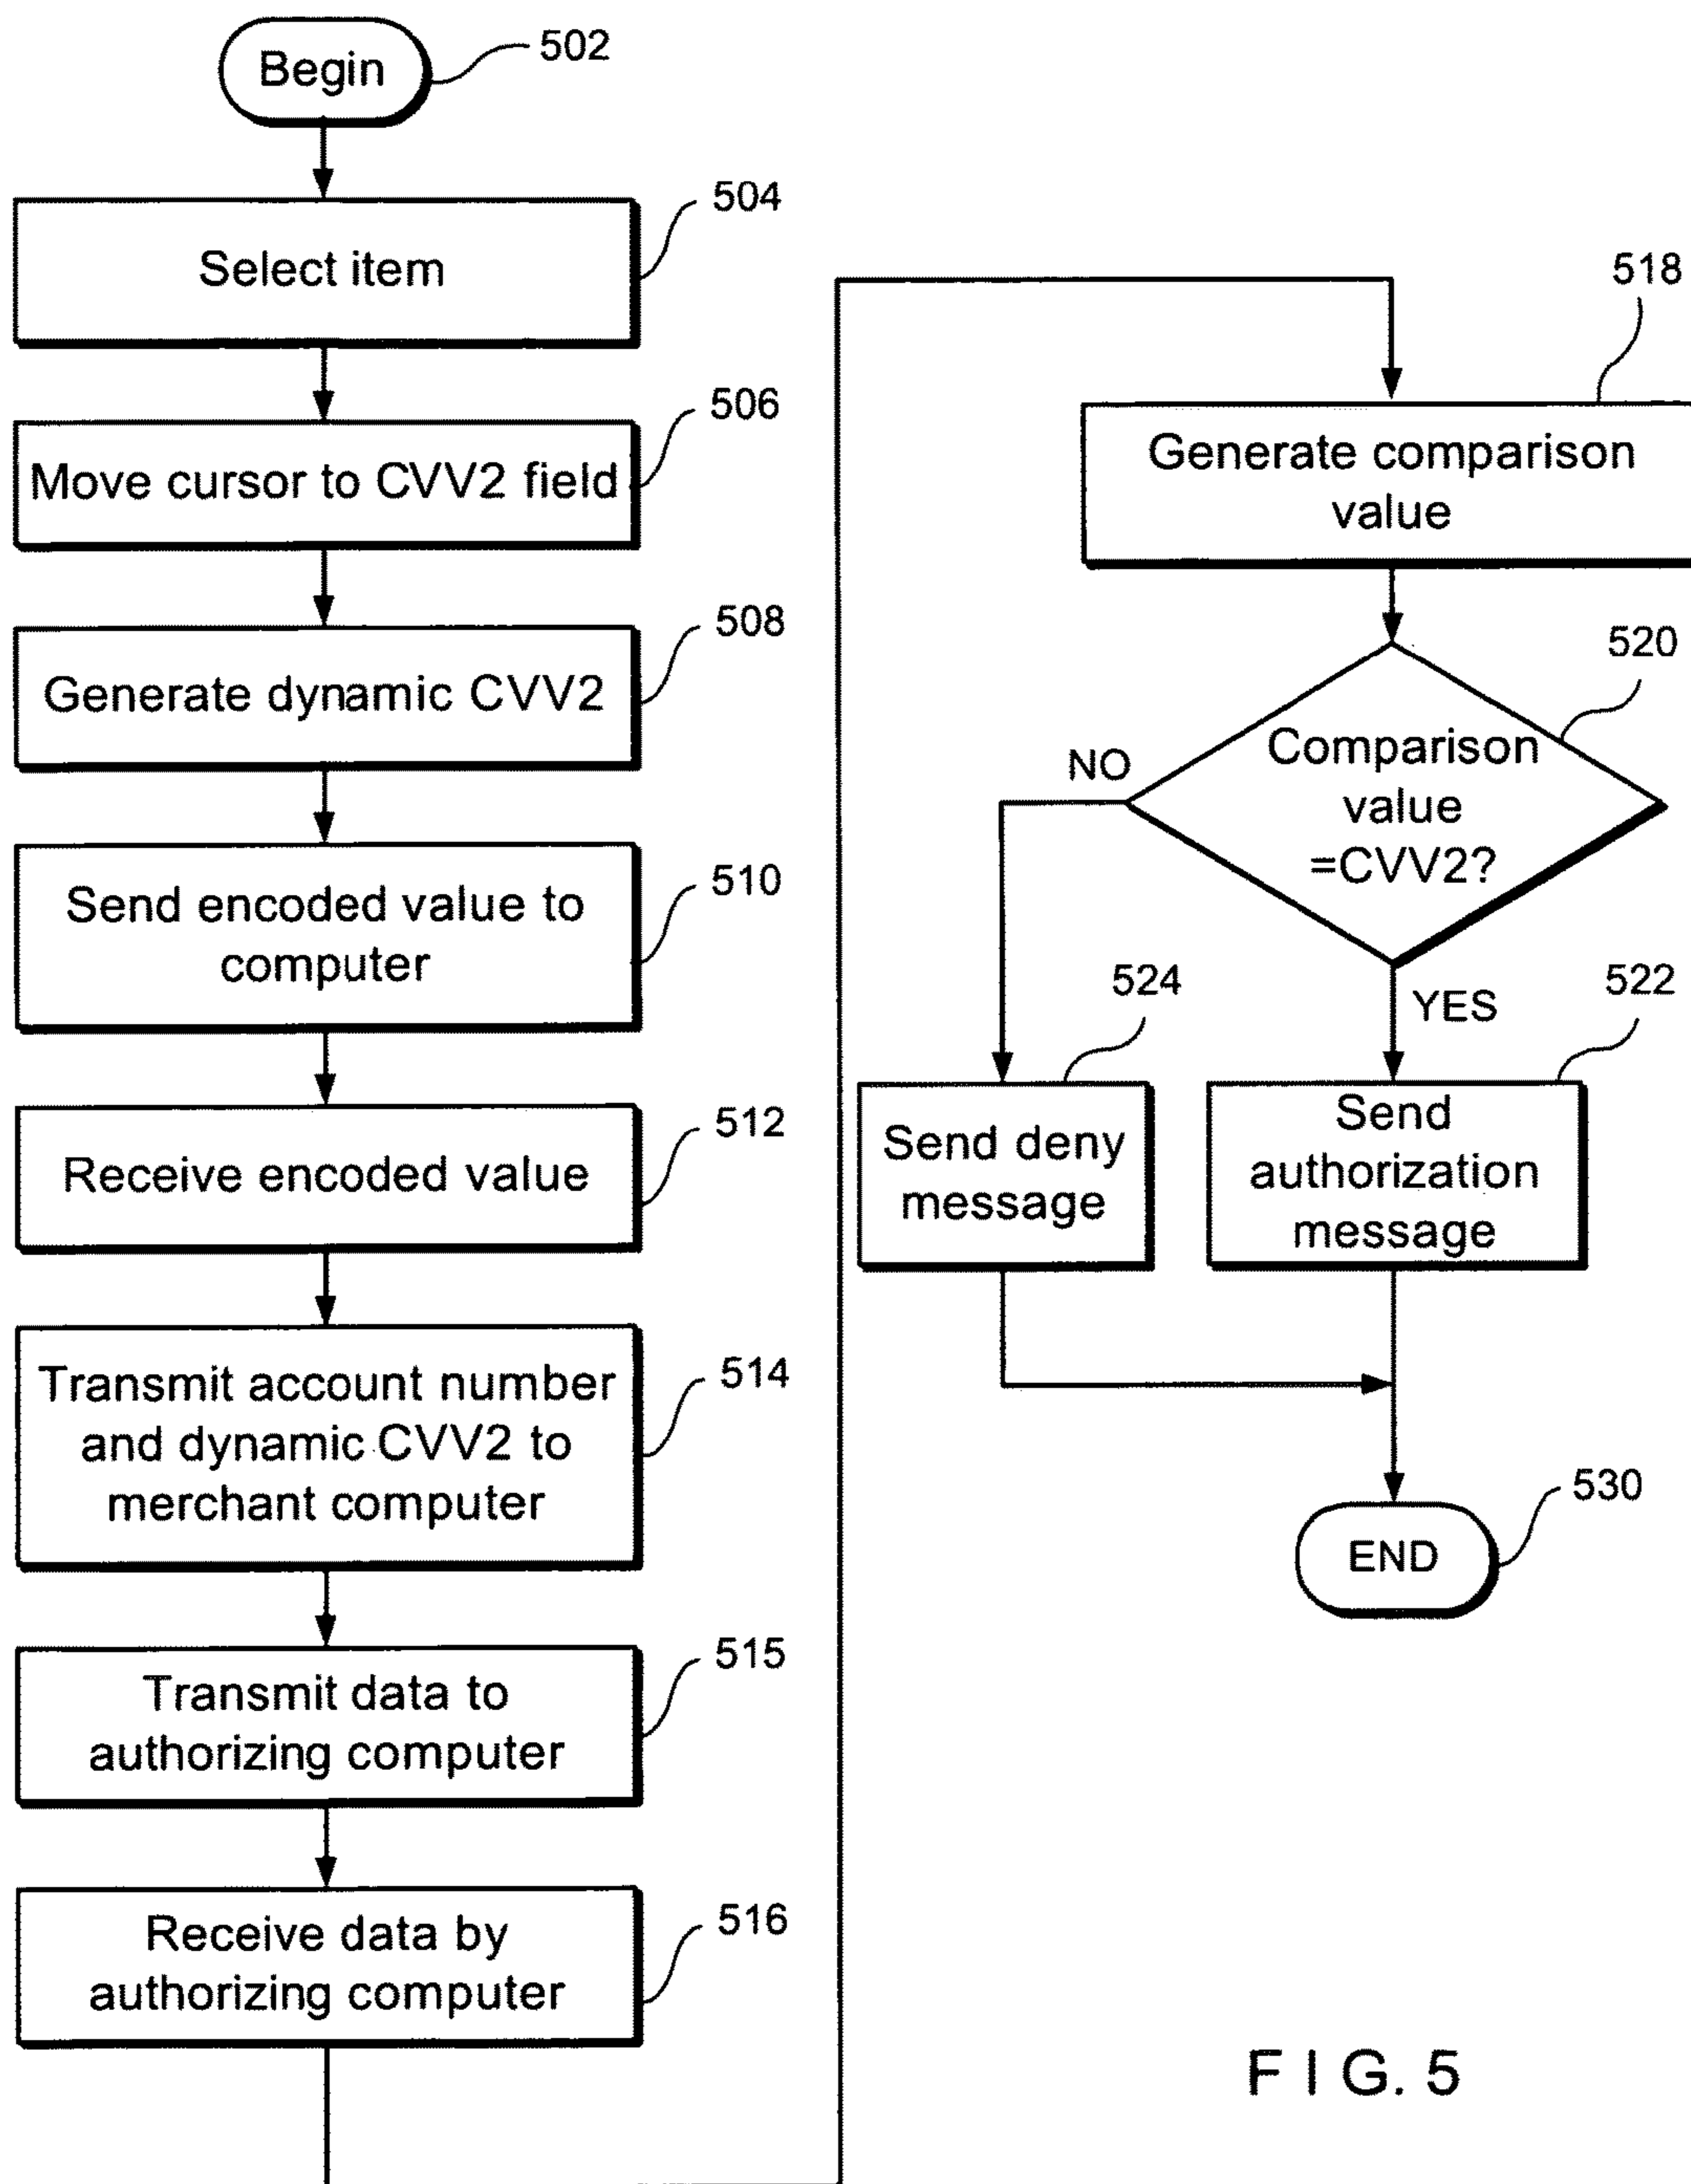 Begin
502
504
Select item
506
Move cursor to CVV2 field
508
Generate dynamic CVV2
510
Send encoded value to
computer
512
Receive encoded value
514
Transmit account number
and dynamic CVV2 to
merchant computer
515
Transmit data to
authorizing computer
516
Receive data by
authorizing computer
518
Generate comparison
value
520
Comparison
value
=CVV2?
NO
YES
524
Send deny
message
522
Send
authorization
message
530
END
FIG. 5